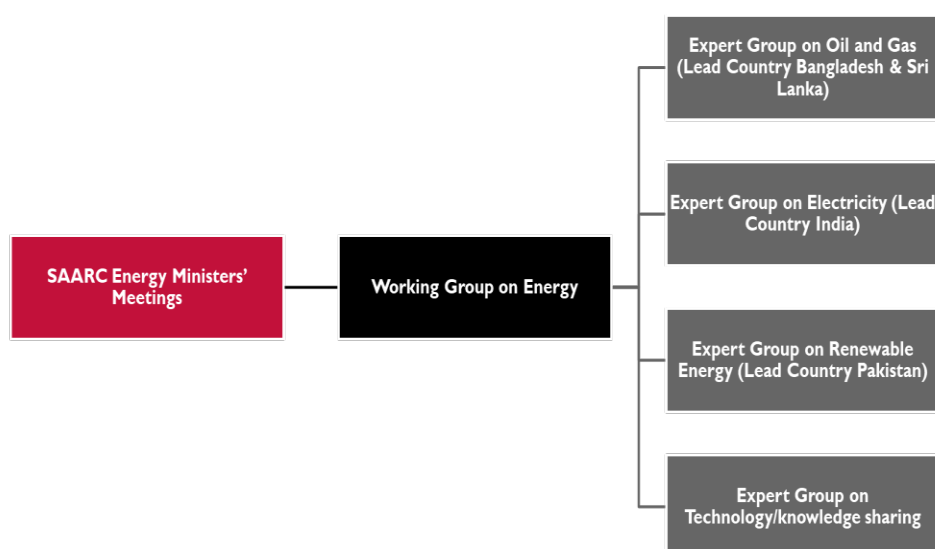 SAARC Energy Ministers'
Meetings
Working Group on Energy
Expert Group on Oil and Gas
(Lead Country Bangladesh & Sri
Lanka)
Expert Group on Electricity (Lead
Country India)
Expert Group on Renewable
Energy (Lead Country Pakistan)
Expert Group on
Technology/knowledge sharing